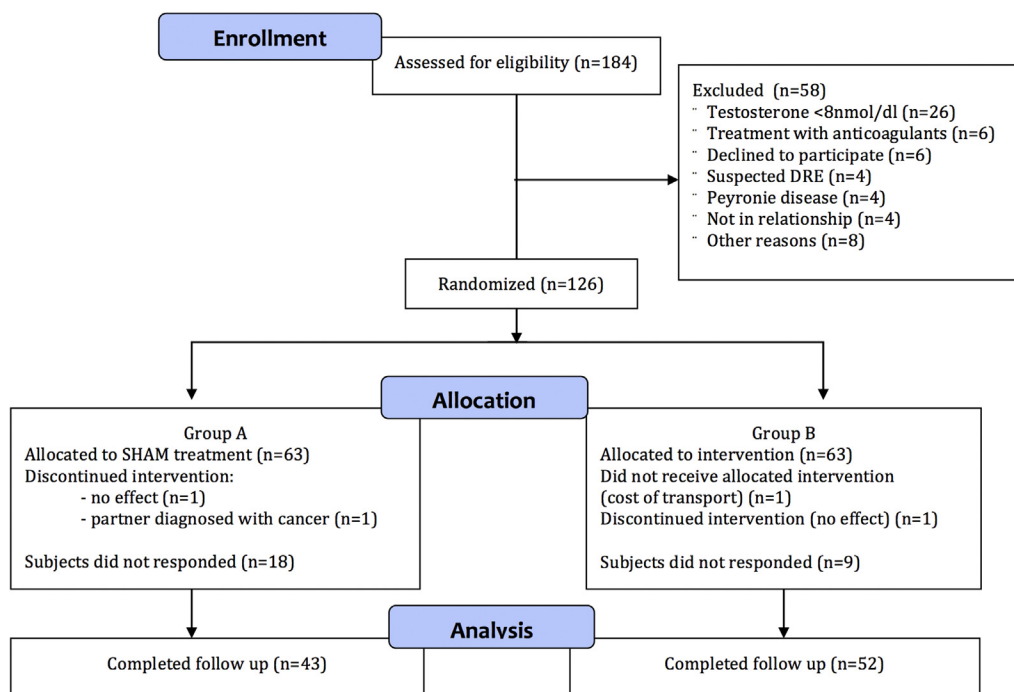 Enrollment
Assessed for eligibility (n=184)
Excluded (n=58)
¨ Testosterone <8nmol/dl (n=26)
¨ Treatment with anticoagulants (n=6)
¨ Declined to participate (n=6)
¨ Suspected DRE (n=4)
¨ Peyronie disease (n=4)
¨ Not in relationship (n=4)
¨ Other reasons (n=8)
Randomized (n=126)
Allocation
Group A
Allocated to SHAM treatment (n=63)
Discontinued intervention:
- no effect (n=1)
- partner diagnosed with cancer (n=1)
Subjects did not responded (n=18)
Group B
Allocated to intervention (n=63)
Did not receive allocated intervention
(cost of transport) (n=1)
Discontinued intervention (no effect) (n=1)
Subjects did not responded (n=9)
Analysis
Completed follow up (n=43)
Completed follow up (n=52)